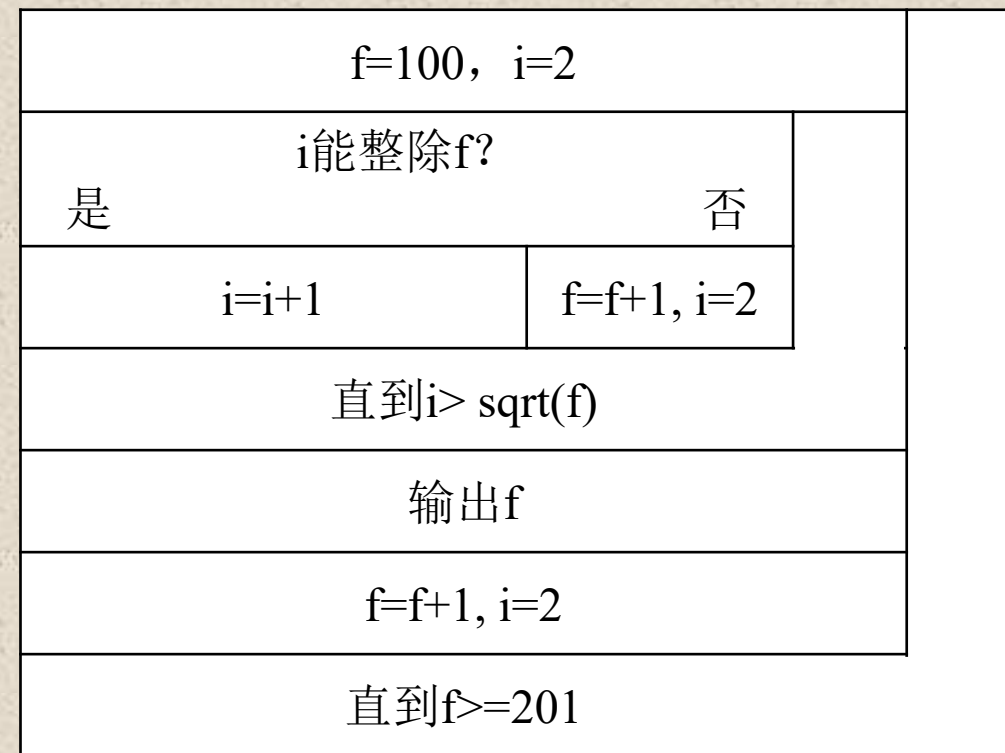 f=100，i=2
i能整除f?
是 否
i=i+1 f=f+1, i=2
直到i> sqrt(f)
输出f
f=f+1, i=2
直到f>=201